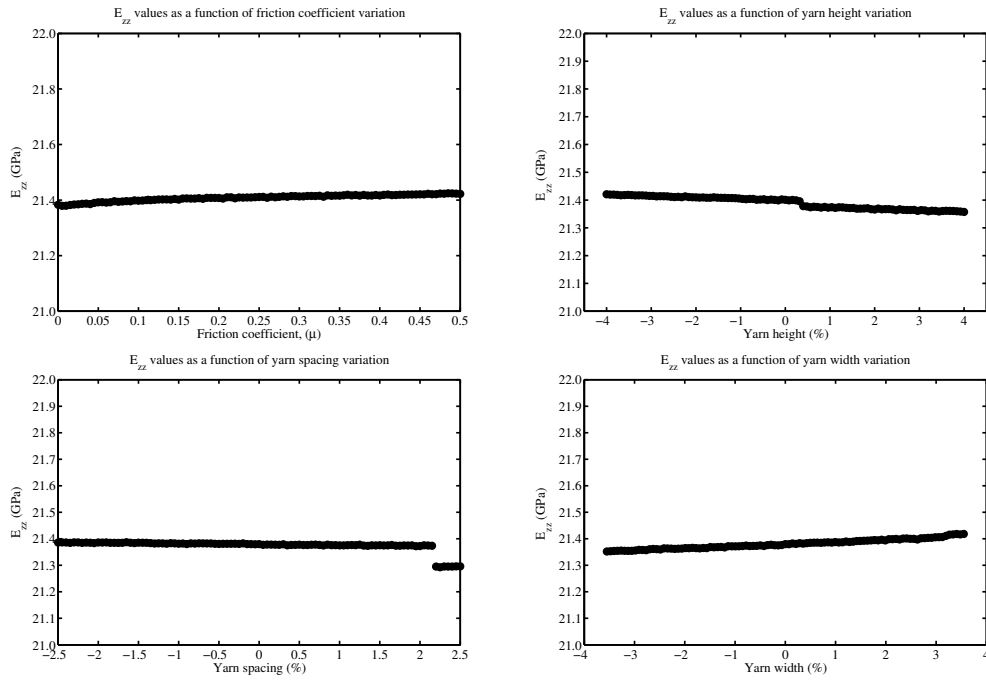 E_zz values as a function of friction coefficient variation
22.0
21.8
21.6
21.4
21.2
21.0
E_zz (GPa)
0 0.05 0.1 0.15 0.2 0.25 0.3 0.35 0.4 0.45 0.5
Friction coefficient, (μ)
E_zz values as a function of yarn height variation
22.0
21.9
21.8
21.7
21.6
21.5
21.4
21.3
21.2
21.1
21.0
E_zz (GPa)
−4 −3 −2 −1 0 1 2 3 4
Yarn height (%)
E_zz values as a function of yarn spacing variation
22.0
21.9
21.8
21.7
21.6
21.5
21.4
21.3
21.2
21.1
21.0
E_zz (GPa)
−2.5 −2 −1.5 −1 −0.5 0 0.5 1 1.5 2 2.5
Yarn spacing (%)
E_zz values as a function of yarn width variation
22.0
21.9
21.8
21.7
21.6
21.5
21.4
21.3
21.2
21.1
21.0
E_zz (GPa)
−4 −3 −2 −1 0 1 2 3 4
Yarn width (%)